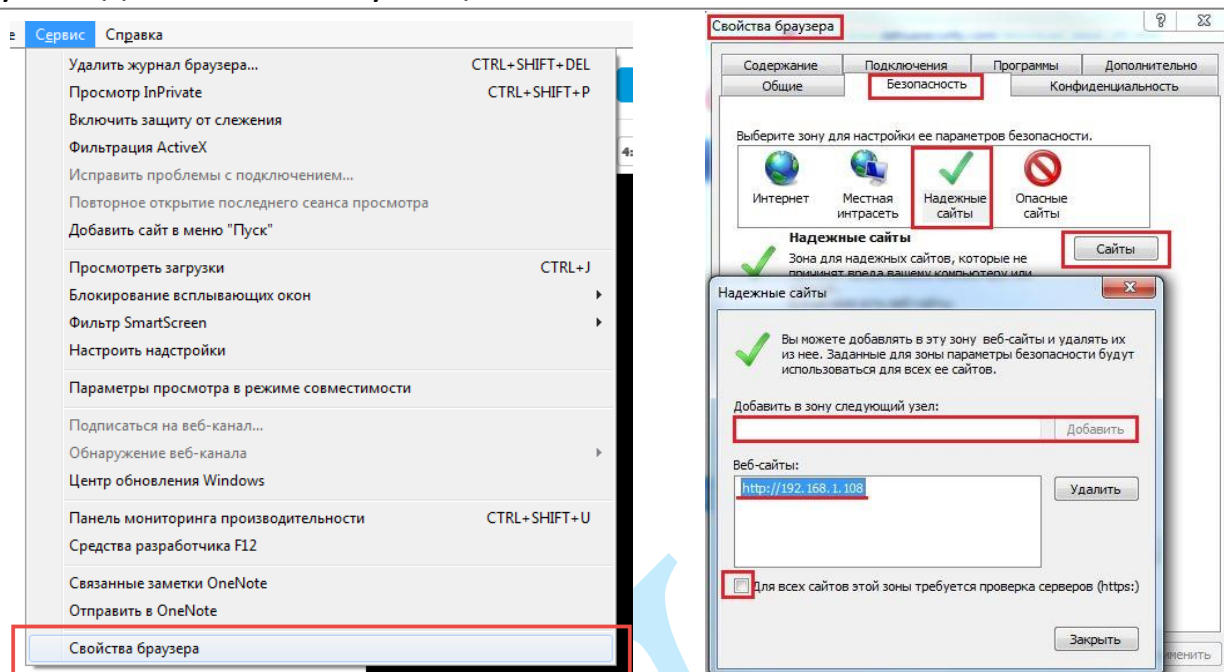 Сервис Справка
Удалить журнал браузера... CTRL+SHIFT+DEL
Просмотр InPrivate CTRL+SHIFT+P
Включить защиту от слежения
Фильтрация ActiveX
Исправить проблемы с подключением...
Повторное открытие последнего сеанса просмотра
Добавить сайт в меню "Пуск"
Просмотреть загрузки CTRL+J
Блокирование всплывающих окон
Фильтр SmartScreen
Настроить надстройки
Параметры просмотра в режиме совместимости
Подписаться на веб-канал...
Обнаружение веб-канала
Центр обновления Windows
Панель мониторинга производительности CTRL+SHIFT+U
Средства разработчика F12
Связанные заметки OneNote
Отправить в OneNote
Свойства браузера
4:
Свойства браузера
Содержание Подключения Программы Дополнительно
Общие Безопасность Конфиденциальность
Выберите зону для настройки ее параметров безопасности.
Интернет Местная интрасеть Надежные сайты Опасные сайты
Надежные сайты
Сайты
Зона для надежных сайтов, которые не
причинят вреда вашему компьютеру или
Надежные сайты
Вы можете добавлять в эту зону веб-сайты и удалять их
из нее. Заданные для зоны параметры безопасности будут
использоваться для всех ее сайтов.
Добавить в зону следующий узел:
Добавить
Веб-сайты:
http://192.168.1.108
Удалить
Для всех сайтов этой зоны требуется проверка серверов (https:)
Закрыть
именить